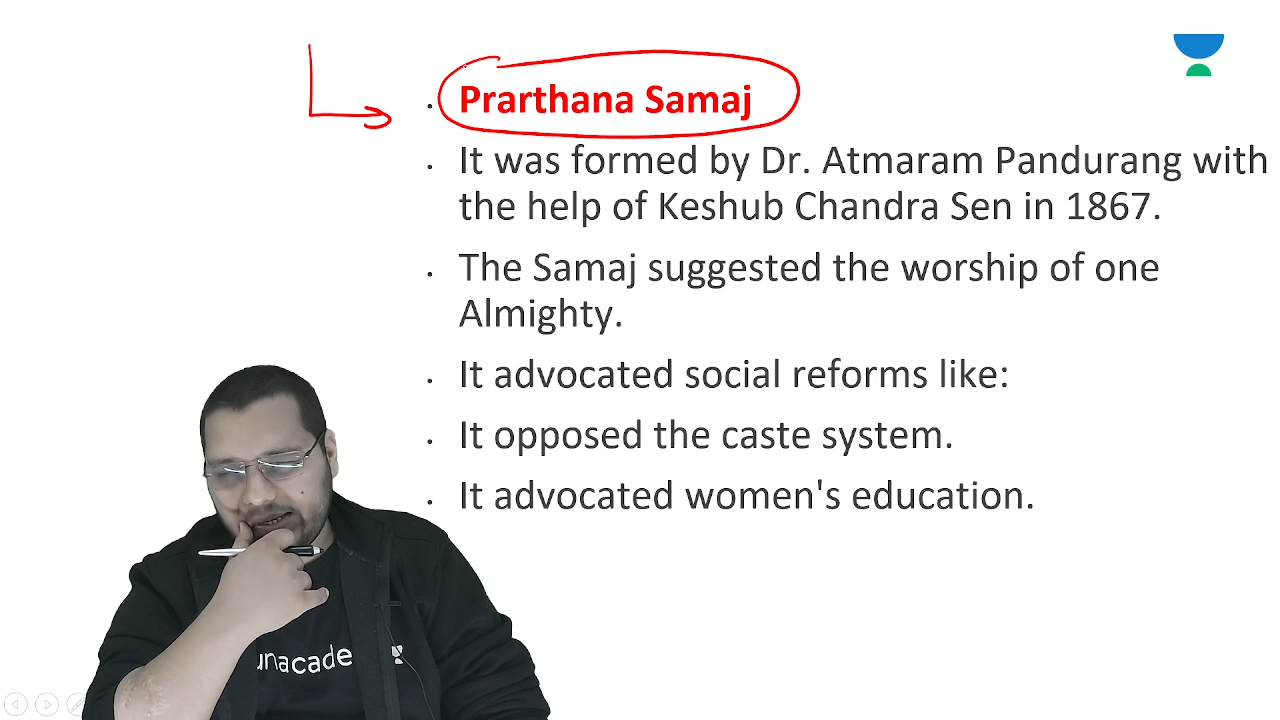 Prarthana Samaj
It was formed by Dr. Atmaram Pandurang with
the help of Keshub Chandra Sen in 1867.
The Samaj suggested the worship of one
Almighty.
It advocated social reforms like:
It opposed the caste system.
It advocated women's education.
unacade